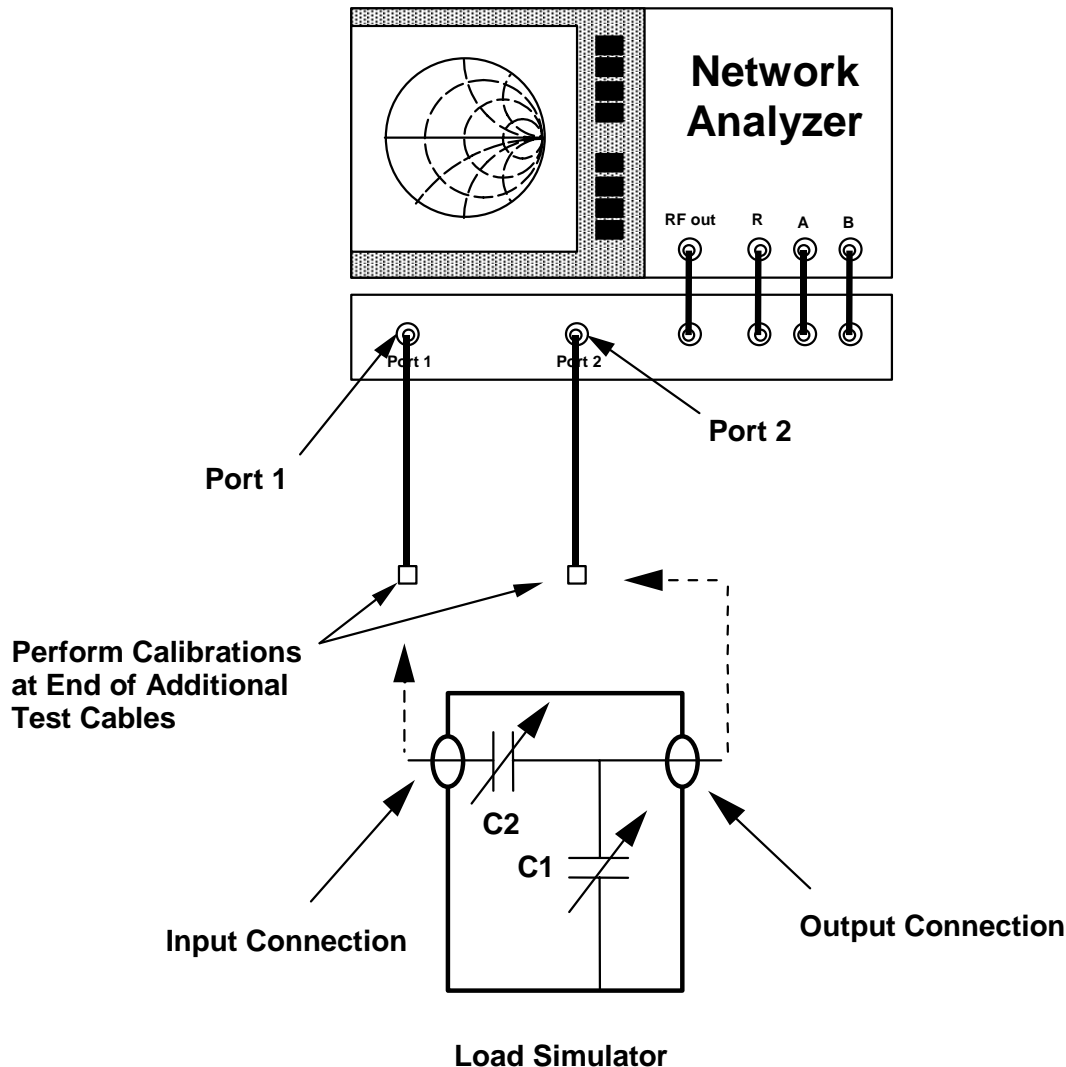 Network
Analyzer
RF out R A B
Port 1 Port 2
Port 2
Port 1
Perform Calibrations
at End of Additional
Test Cables
C2
C1
Input Connection
Output Connection
Load Simulator